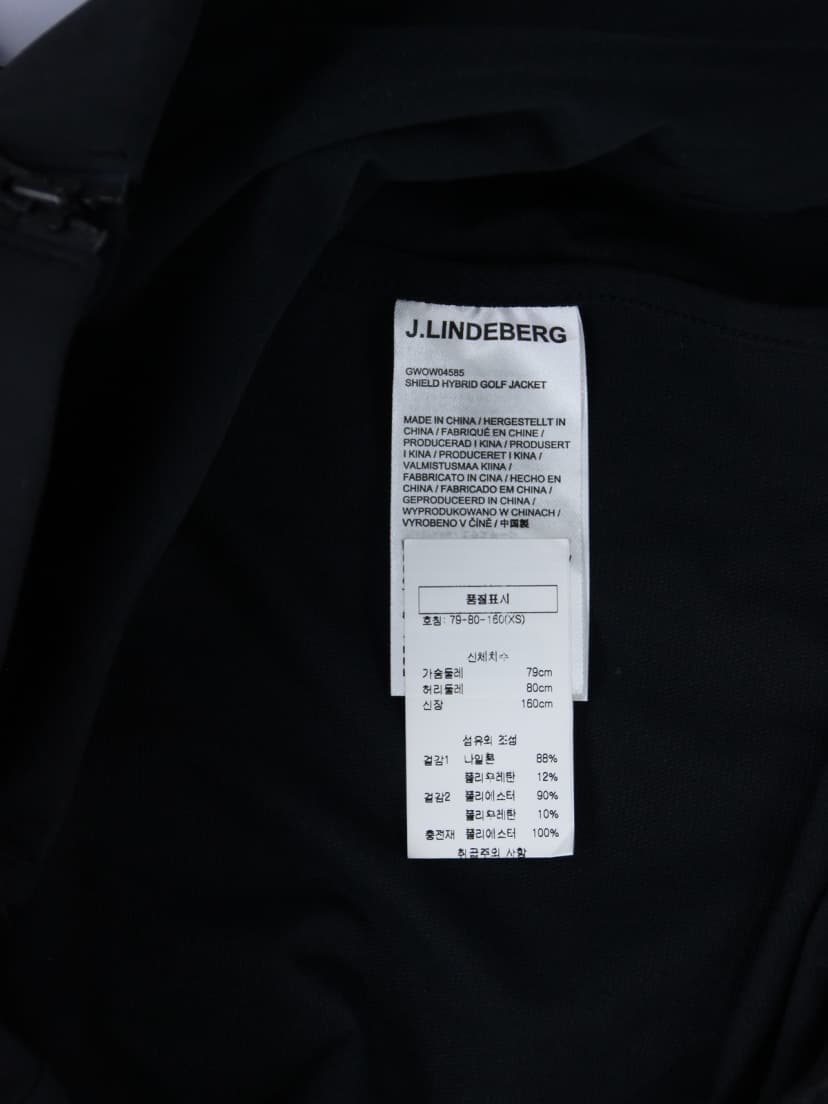 J.LINDEBERG
GWOW04585
SHIELD HYBRID GOLF JACKET
MADE IN CHINA / HERGESTELLT IN
CHINA / FABRIQUÉ EN CHINE /
PRODUCERAD I KINA / PRODUSERT
I KINA / PRODUCERET I KINA /
VALMISTUSMAA KIINA /
FABBRICATO IN CINA / HECHO EN
CHINA / FABRICADO EM CHINA /
GEPRODUCEERD IN CHINA /
WYPRODUKOWANO W CHINACH /
VYROBENO V ČÍNĚ / 中国製
품질표시
호칭: 79-80-160(XS)
신체치수
가슴둘레 79cm
허리둘레 80cm
신장 160cm
섬유의 조성
겉감1 나일론 88%
폴리우레탄 12%
겉감2 폴리에스터 90%
폴리우레탄 10%
충전재 폴리에스터 100%
취급주의 사항